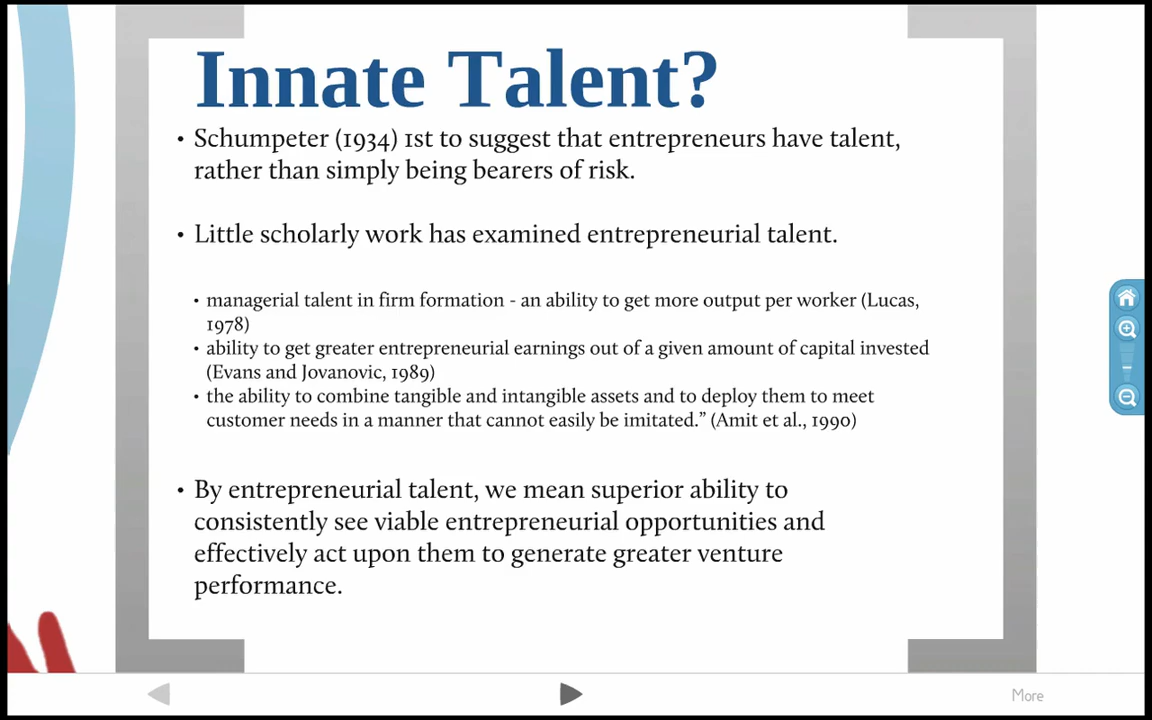 Innate Talent?
• Schumpeter (1934) 1st to suggest that entrepreneurs have talent,
rather than simply being bearers of risk.
• Little scholarly work has examined entrepreneurial talent.
• managerial talent in firm formation - an ability to get more output per worker (Lucas,
1978)
• ability to get greater entrepreneurial earnings out of a given amount of capital invested
(Evans and Jovanovic, 1989)
• the ability to combine tangible and intangible assets and to deploy them to meet
customer needs in a manner that cannot easily be imitated.” (Amit et al., 1990)
• By entrepreneurial talent, we mean superior ability to
consistently see viable entrepreneurial opportunities and
effectively act upon them to generate greater venture
performance.
More